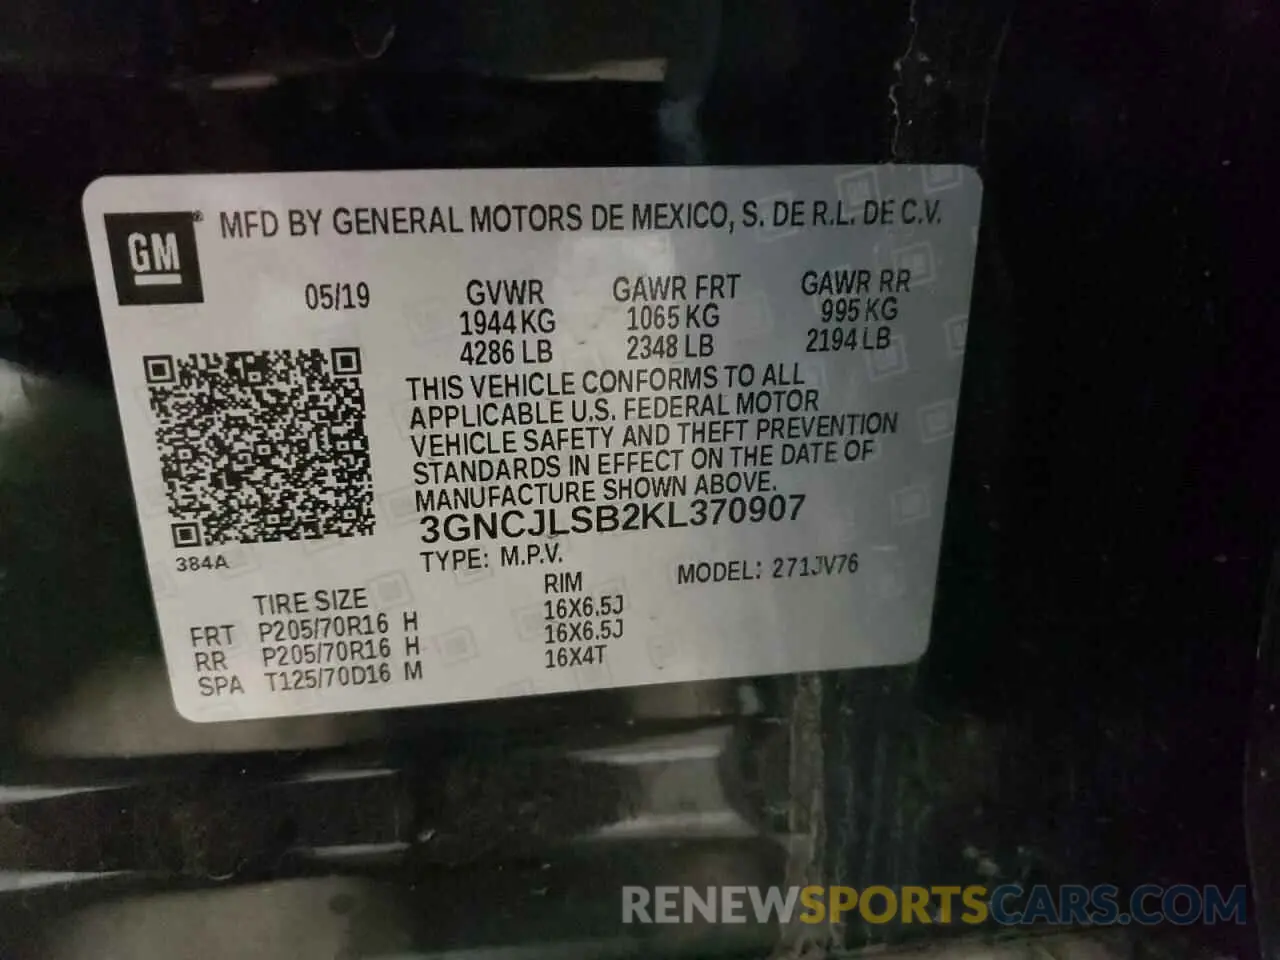 GM ® MFD BY GENERAL MOTORS DE MEXICO, S. DE R.L. DE C.V.
05/19 GVWR GAWR FRT GAWR RR
1944 KG 1065 KG 995 KG
4286 LB 2348 LB 2194 LB
THIS VEHICLE CONFORMS TO ALL
APPLICABLE U.S. FEDERAL MOTOR
VEHICLE SAFETY AND THEFT PREVENTION
STANDARDS IN EFFECT ON THE DATE OF
MANUFACTURE SHOWN ABOVE.
3GNCJLSB2KL370907
384A TYPE: M.P.V. MODEL: 271JV76
TIRE SIZE RIM
FRT P205/70R16 H 16X6.5J
RR P205/70R16 H 16X6.5J
SPA T125/70D16 M 16X4T
RENEWSPORTSCARS.COM